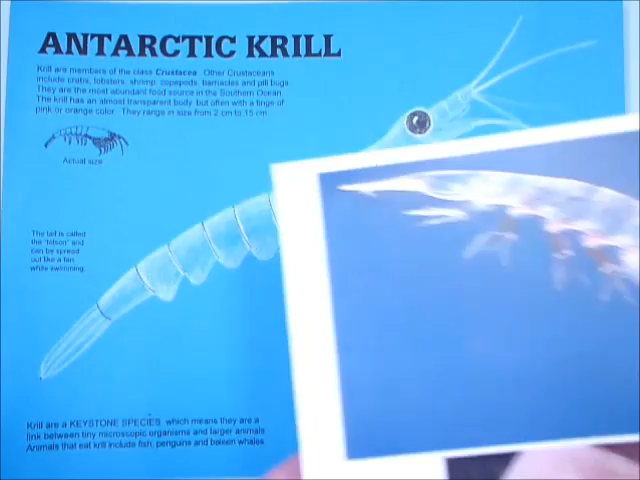 ANTARCTIC KRILL
Krill are members of the class Crustacea. Other Crustaceans
include crabs, lobsters, shrimp, copepods, barnacles and pill bugs.
They are the most abundant food source in the Southern Ocean.
The krill has an almost transparent body, but often with a tinge of
pink or orange color. They range in size from 2 cm to 15 cm.
Actual size
The tail is called
the "telson" and
can be spread
out like a fan
while swimming.
Krill are a KEYSTONE SPECIES, which means they are a
link between tiny microscopic organisms and larger animals.
Animals that eat krill include fish, penguins and baleen whales.